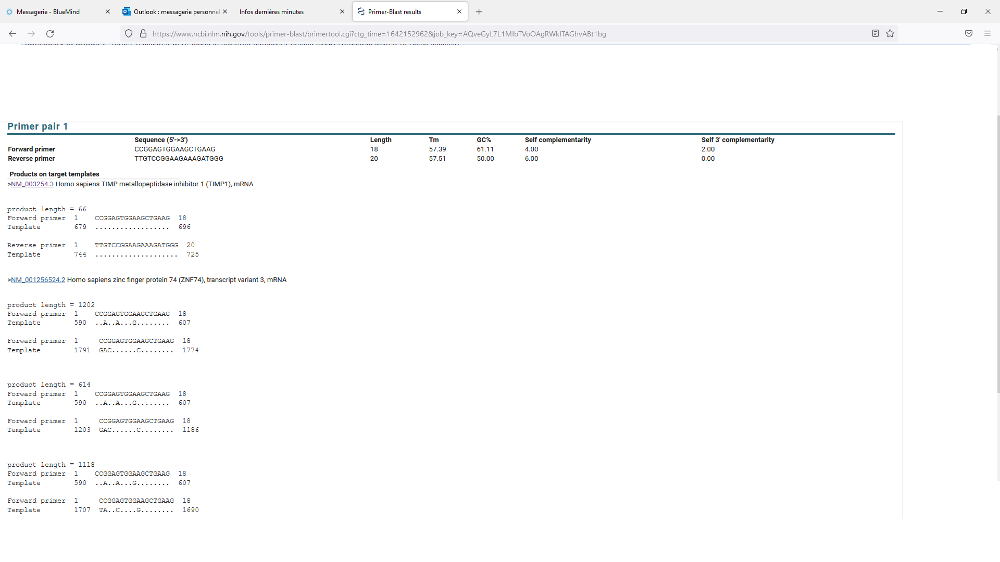 Messagerie - BlueMind
Outlook : messagerie personnel
Infos dernières minutes
Primer-Blast results
https://www.ncbi.nlm.nih.gov/tools/primer-blast/primertool.cgi?ctg_time=1642152962&job_key=AQveGyL7L1MIbTVoOAgRWkITAGhvABt1bg
Primer pair 1
Sequence (5'->3') Length Tm GC% Self complementarity Self 3' complementarity
Forward primer CCGGAGTGGAAGCTGAAG 18 57.39 61.11 4.00 2.00
Reverse primer TTGTCCGGAAGAAAGATGGG 20 57.51 50.00 6.00 0.00
Products on target templates
>NM_003254.3 Homo sapiens TIMP metallopeptidase inhibitor 1 (TIMP1), mRNA
product length = 66
Forward primer 1 CCGGAGTGGAAGCTGAAG 18
Template 679 .................. 696
Reverse primer 1 TTGTCCGGAAGAAAGATGGG 20
Template 744 .................... 725
>NM_001256524.2 Homo sapiens zinc finger protein 74 (ZNF74), transcript variant 3, mRNA
product length = 1202
Forward primer 1 CCGGAGTGGAAGCTGAAG 18
Template 590 ..A..A...G........ 607
Forward primer 1 CCGGAGTGGAAGCTGAAG 18
Template 1791 GAC......C........ 1774
product length = 614
Forward primer 1 CCGGAGTGGAAGCTGAAG 18
Template 590 ..A..A...G........ 607
Forward primer 1 CCGGAGTGGAAGCTGAAG 18
Template 1203 GAC......C........ 1186
product length = 1118
Forward primer 1 CCGGAGTGGAAGCTGAAG 18
Template 590 ..A..A...G........ 607
Forward primer 1 CCGGAGTGGAAGCTGAAG 18
Template 1707 TA..C....G........ 1690